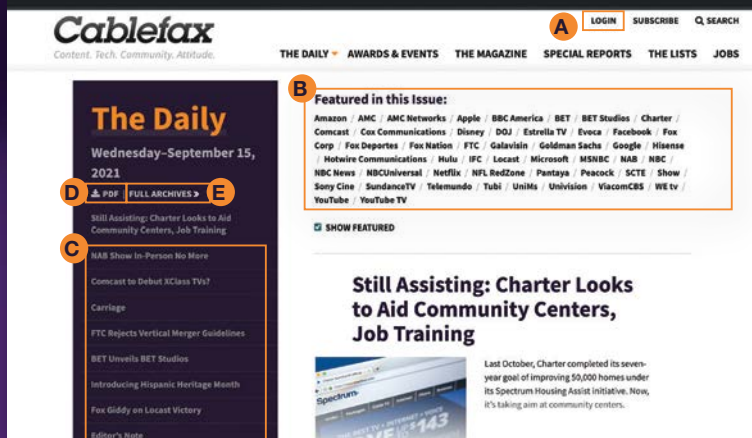 Cablefax
Content. Tech. Community. Attitude.
A
LOGIN SUBSCRIBE SEARCH
THE DAILY AWARDS & EVENTS THE MAGAZINE SPECIAL REPORTS THE LISTS JOBS
The Daily
Wednesday–September 15,
2021
D PDF | FULL ARCHIVES » E
Still Assisting: Charter Looks to Aid
Community Centers, Job Training
C
NAB Show In-Person No More
Comcast to Debut XClass TVs?
Carriage
FTC Rejects Vertical Merger Guidelines
BET Unveils BET Studios
Introducing Hispanic Heritage Month
Fox Giddy on Locast Victory
Editor's Note
B
Featured in this Issue:
Amazon / AMC / AMC Networks / Apple / BBC America / BET / BET Studios / Charter /
Comcast / Cox Communications / Disney / DOJ / Estrella TV / Evoca / Facebook / Fox
Corp / Fox Deportes / Fox Nation / FTC / Galavisin / Goldman Sachs / Google / Hisense
/ Hotwire Communications / Hulu / IFC / Locast / Microsoft / MSNBC / NAB / NBC /
NBC News / NBCUniversal / Netflix / NFL RedZone / Pantaya / Peacock / SCTE / Show /
Sony Cine / SundanceTV / Telemundo / Tubi / UniMs / Univision / ViacomCBS / WE tv /
YouTube / YouTube TV
SHOW FEATURED
Still Assisting: Charter Looks
to Aid Community Centers,
Job Training
Spectrum
$143
Last October, Charter completed its seven-
year goal of improving 50,000 homes under
its Spectrum Housing Assist initiative. Now,
it's taking aim at community centers.